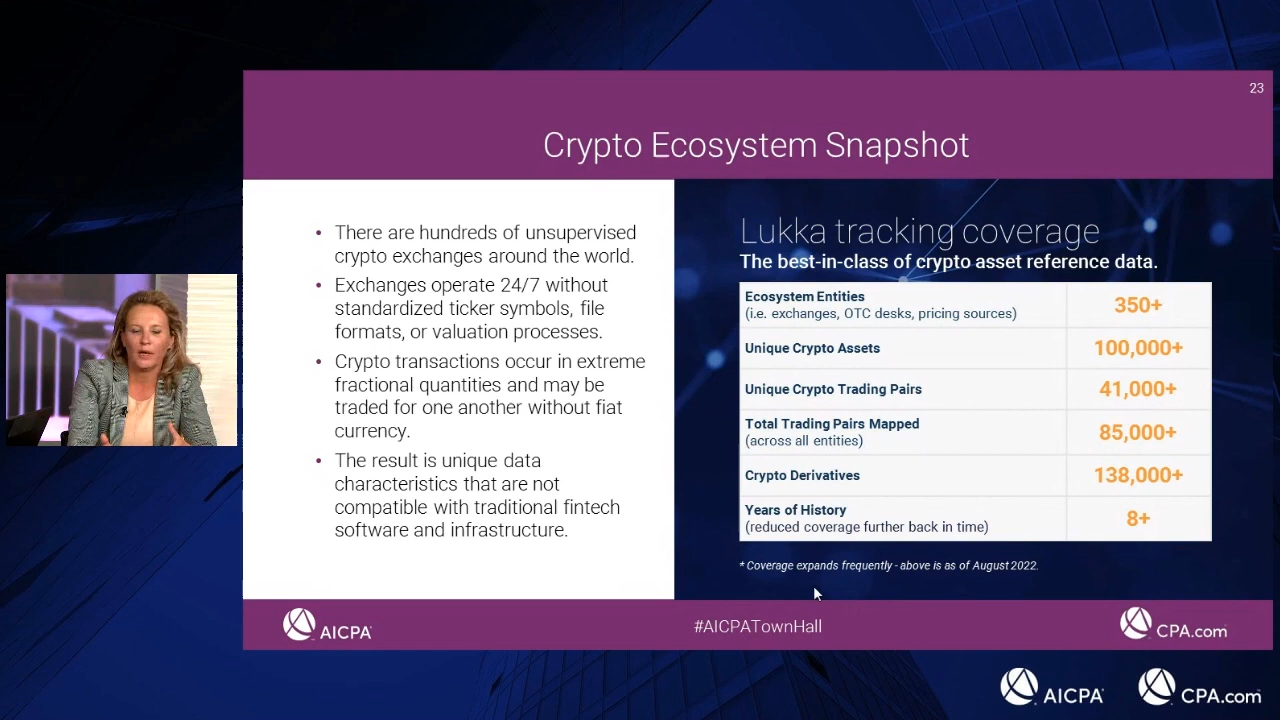 23
Crypto Ecosystem Snapshot
• There are hundreds of unsupervised
crypto exchanges around the world.
• Exchanges operate 24/7 without
standardized ticker symbols, file
formats, or valuation processes.
• Crypto transactions occur in extreme
fractional quantities and may be
traded for one another without fiat
currency.
• The result is unique data
characteristics that are not
compatible with traditional fintech
software and infrastructure.
Lukka tracking coverage
The best-in-class of crypto asset reference data.
Ecosystem Entities
(i.e. exchanges, OTC desks, pricing sources) 350+
Unique Crypto Assets 100,000+
Unique Crypto Trading Pairs 41,000+
Total Trading Pairs Mapped
(across all entities) 85,000+
Crypto Derivatives 138,000+
Years of History
(reduced coverage further back in time) 8+
* Coverage expands frequently - above is as of August 2022.
AICPA #AICPATownHall CPA.com
AICPA CPA.com